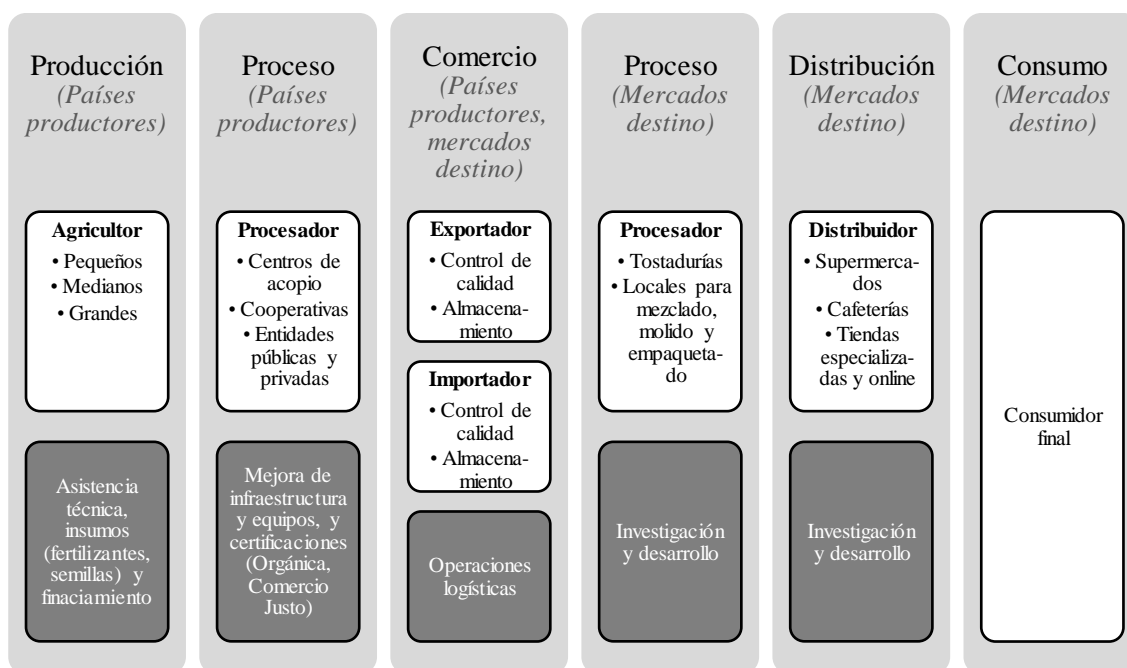 Producción
(Países
productores)
Agricultor
• Pequeños
• Medianos
• Grandes
Asistencia
técnica,
insumos
(fertilizantes,
semillas) y
finaciamiento
Proceso
(Países
productores)
Procesador
• Centros de
acopio
• Cooperativas
• Entidades
públicas y
privadas
Mejora de
infraestructura
y equipos, y
certificaciones
(Orgánica,
Comercio
Justo)
Comercio
(Países
productores,
mercados
destino)
Exportador
• Control de
calidad
• Almacena-
miento
Importador
• Control de
calidad
• Almacena-
miento
Operaciones
logísticas
Proceso
(Mercados
destino)
Procesador
• Tostadurías
• Locales para
mezclado,
molido y
empaqueta-
do
Investigación
y desarrollo
Distribución
(Mercados
destino)
Distribuidor
• Supermerca-
dos
• Cafeterías
• Tiendas
especializa-
das y online
Investigación
y desarrollo
Consumo
(Mercados
destino)
Consumidor
final